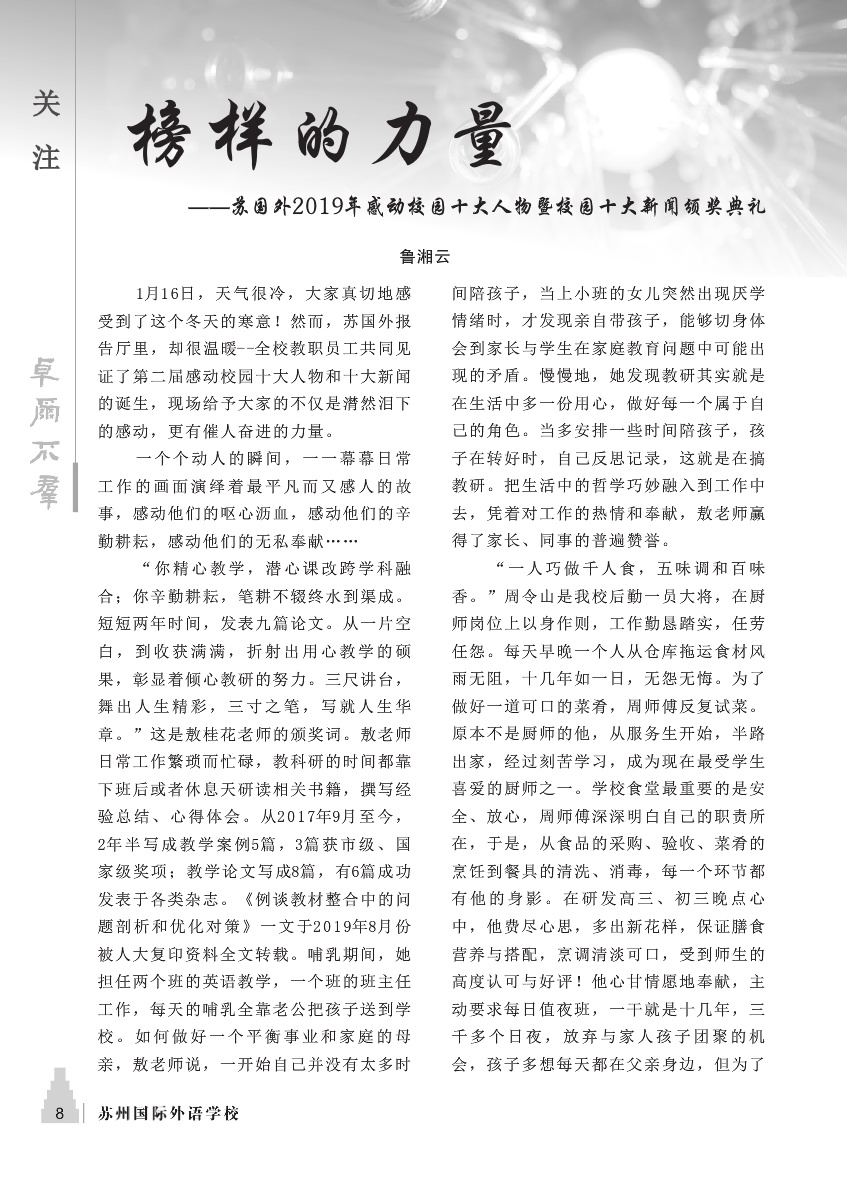 关
注
榜样的力量
——苏国外2019年感动校园十大人物暨校园十大新闻颁奖典礼
鲁湘云
1月16日，天气很冷，大家真切地感
受到了这个冬天的寒意！然而，苏国外报
告厅里，却很温暖--全校教职员工共同见
证了第二届感动校园十大人物和十大新闻
的诞生，现场给予大家的不仅是潸然泪下
的感动，更有催人奋进的力量。
一个个动人的瞬间，一一幕幕日常
工作的画面演绎着最平凡而又感人的故
事，感动他们的呕心沥血，感动他们的辛
勤耕耘，感动他们的无私奉献……
“你精心教学，潜心课改跨学科融
合；你辛勤耕耘，笔耕不辍终水到渠成。
短短两年时间，发表九篇论文。从一片空
白，到收获满满，折射出用心教学的硕
果，彰显着倾心教研的努力。三尺讲台，
舞出人生精彩，三寸之笔，写就人生华
章。”这是敖桂花老师的颁奖词。敖老师
日常工作繁琐而忙碌，教科研的时间都靠
下班后或者休息天研读相关书籍，撰写经
验总结、心得体会。从2017年9月至今，
2年半写成教学案例5篇，3篇获市级、国
家级奖项；教学论文写成8篇，有6篇成功
发表于各类杂志。《例谈教材整合中的问
题剖析和优化对策》一文于2019年8月份
被人大复印资料全文转载。哺乳期间，她
担任两个班的英语教学，一个班的班主任
工作，每天的哺乳全靠老公把孩子送到学
校。如何做好一个平衡事业和家庭的母
亲，敖老师说，一开始自己并没有太多时
间陪孩子，当上小班的女儿突然出现厌学
情绪时，才发现亲自带孩子，能够切身体
会到家长与学生在家庭教育问题中可能出
现的矛盾。慢慢地，她发现教研其实就是
在生活中多一份用心，做好每一个属于自
己的角色。当多安排一些时间陪孩子，孩
子在转好时，自己反思记录，这就是在搞
教研。把生活中的哲学巧妙融入到工作中
去，凭着对工作的热情和奉献，敖老师赢
得了家长、同事的普遍赞誉。
“一人巧做千人食，五味调和百味
香。”周令山是我校后勤一员大将，在厨
师岗位上以身作则，工作勤恳踏实，任劳
任怨。每天早晚一个人从仓库拖运食材风
雨无阻，十几年如一日，无怨无悔。为了
做好一道可口的菜肴，周师傅反复试菜。
原本不是厨师的他，从服务生开始，半路
出家，经过刻苦学习，成为现在最受学生
喜爱的厨师之一。学校食堂最重要的是安
全、放心，周师傅深深明白自己的职责所
在，于是，从食品的采购、验收、菜肴的
烹饪到餐具的清洗、消毒，每一个环节都
有他的身影。在研发高三、初三晚点心
中，他费尽心思，多出新花样，保证膳食
营养与搭配，烹调清淡可口，受到师生的
高度认可与好评！他心甘情愿地奉献，主
动要求每日值夜班，一干就是十几年，三
千多个日夜，放弃与家人孩子团聚的机
会，孩子多想每天都在父亲身边，但为了
卓
尔
不
群
8
苏州国际外语学校